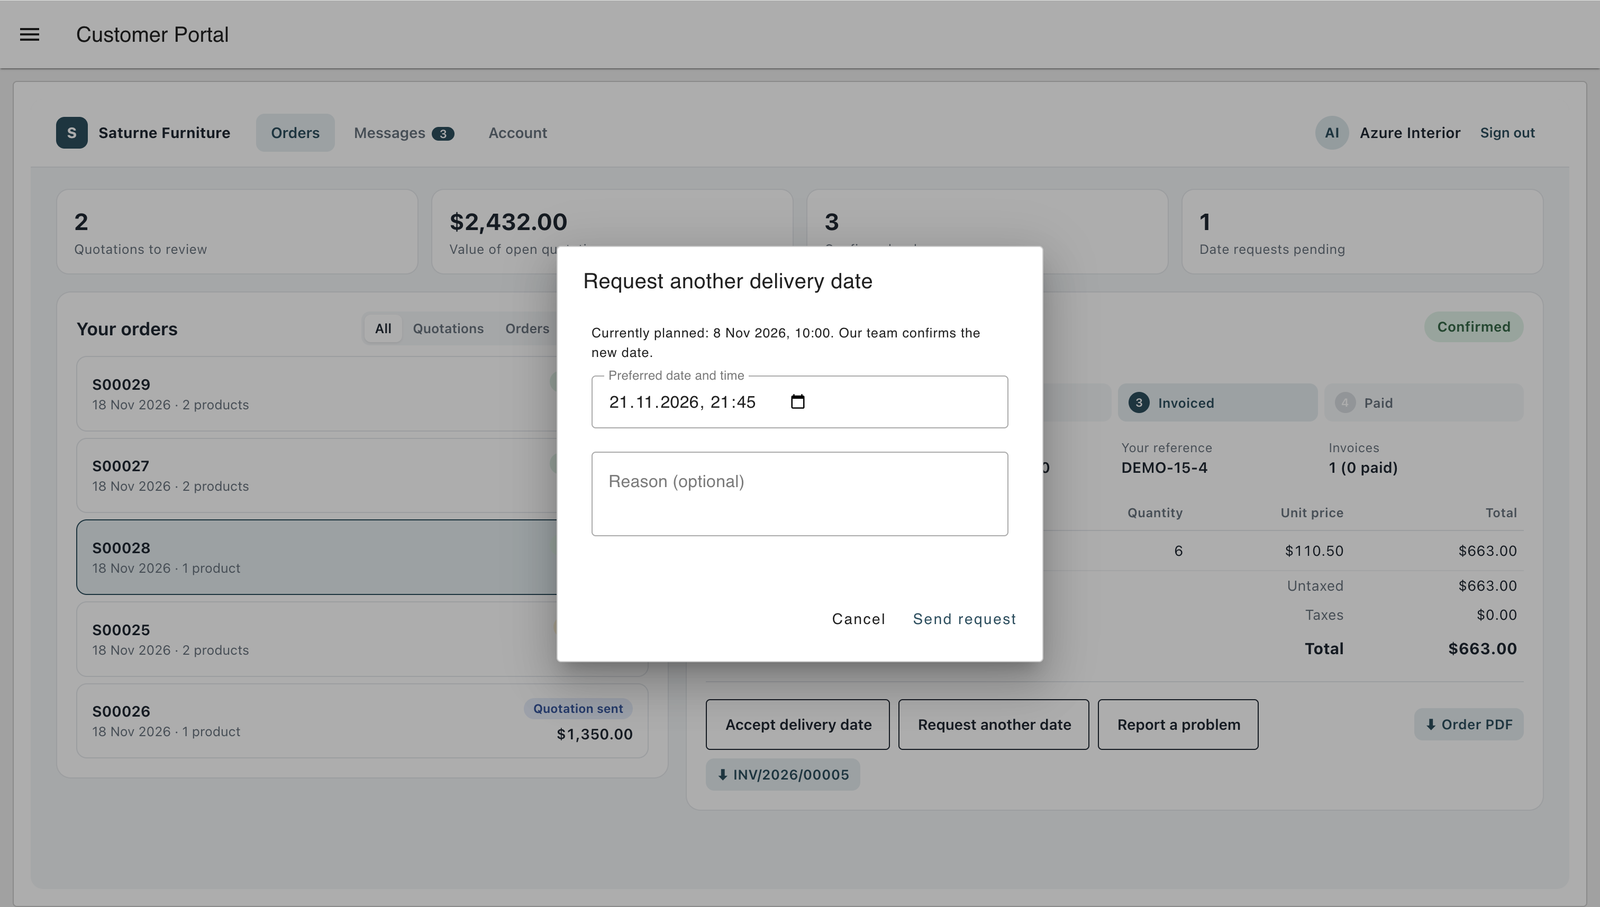 Customer Portal
S Saturne Furniture Orders Messages 3 Account AI Azure Interior Sign out
2
Quotations to review
$2,432.00
Value of open
3
1
Date requests pending
Your orders All Quotations Orders
S00029
18 Nov 2026 · 2 products
S00027
18 Nov 2026 · 2 products
S00028
18 Nov 2026 · 1 product
S00025
18 Nov 2026 · 2 products
S00026
18 Nov 2026 · 1 product
Quotation sent
$1,350.00
Request another delivery date
Currently planned: 8 Nov 2026, 10:00. Our team confirms the
new date.
Preferred date and time
21.11.2026, 21:45
Reason (optional)
Cancel Send request
Confirmed
3 Invoiced 4 Paid
Your reference
DEMO-15-4
Invoices
1 (0 paid)
Quantity Unit price Total
6 $110.50 $663.00
Untaxed $663.00
Taxes $0.00
Total $663.00
Accept delivery date Request another date Report a problem Order PDF
INV/2026/00005